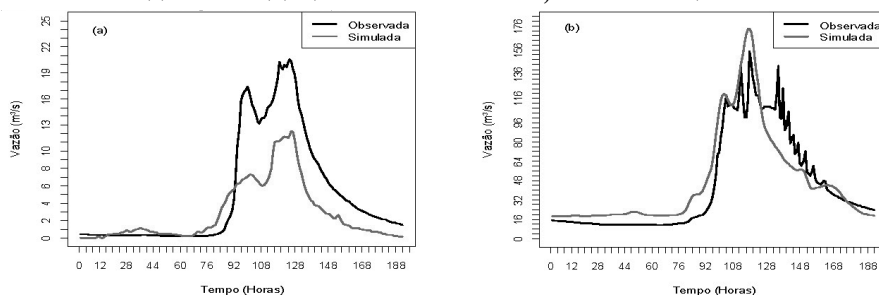 (a)
Observada
Simulada
Vazão (m³/s)
0 2 4 6 8 10 13 16 19 22 25
0 12 28 44 60 76 92 108 128 148 168 188
Tempo (Horas)
(b)
Observada
Simulada
Vazão (m³/s)
0 16 32 48 64 80 96 116 136 156 176
0 12 28 44 60 76 92 108 128 148 168 188
Tempo (Horas)